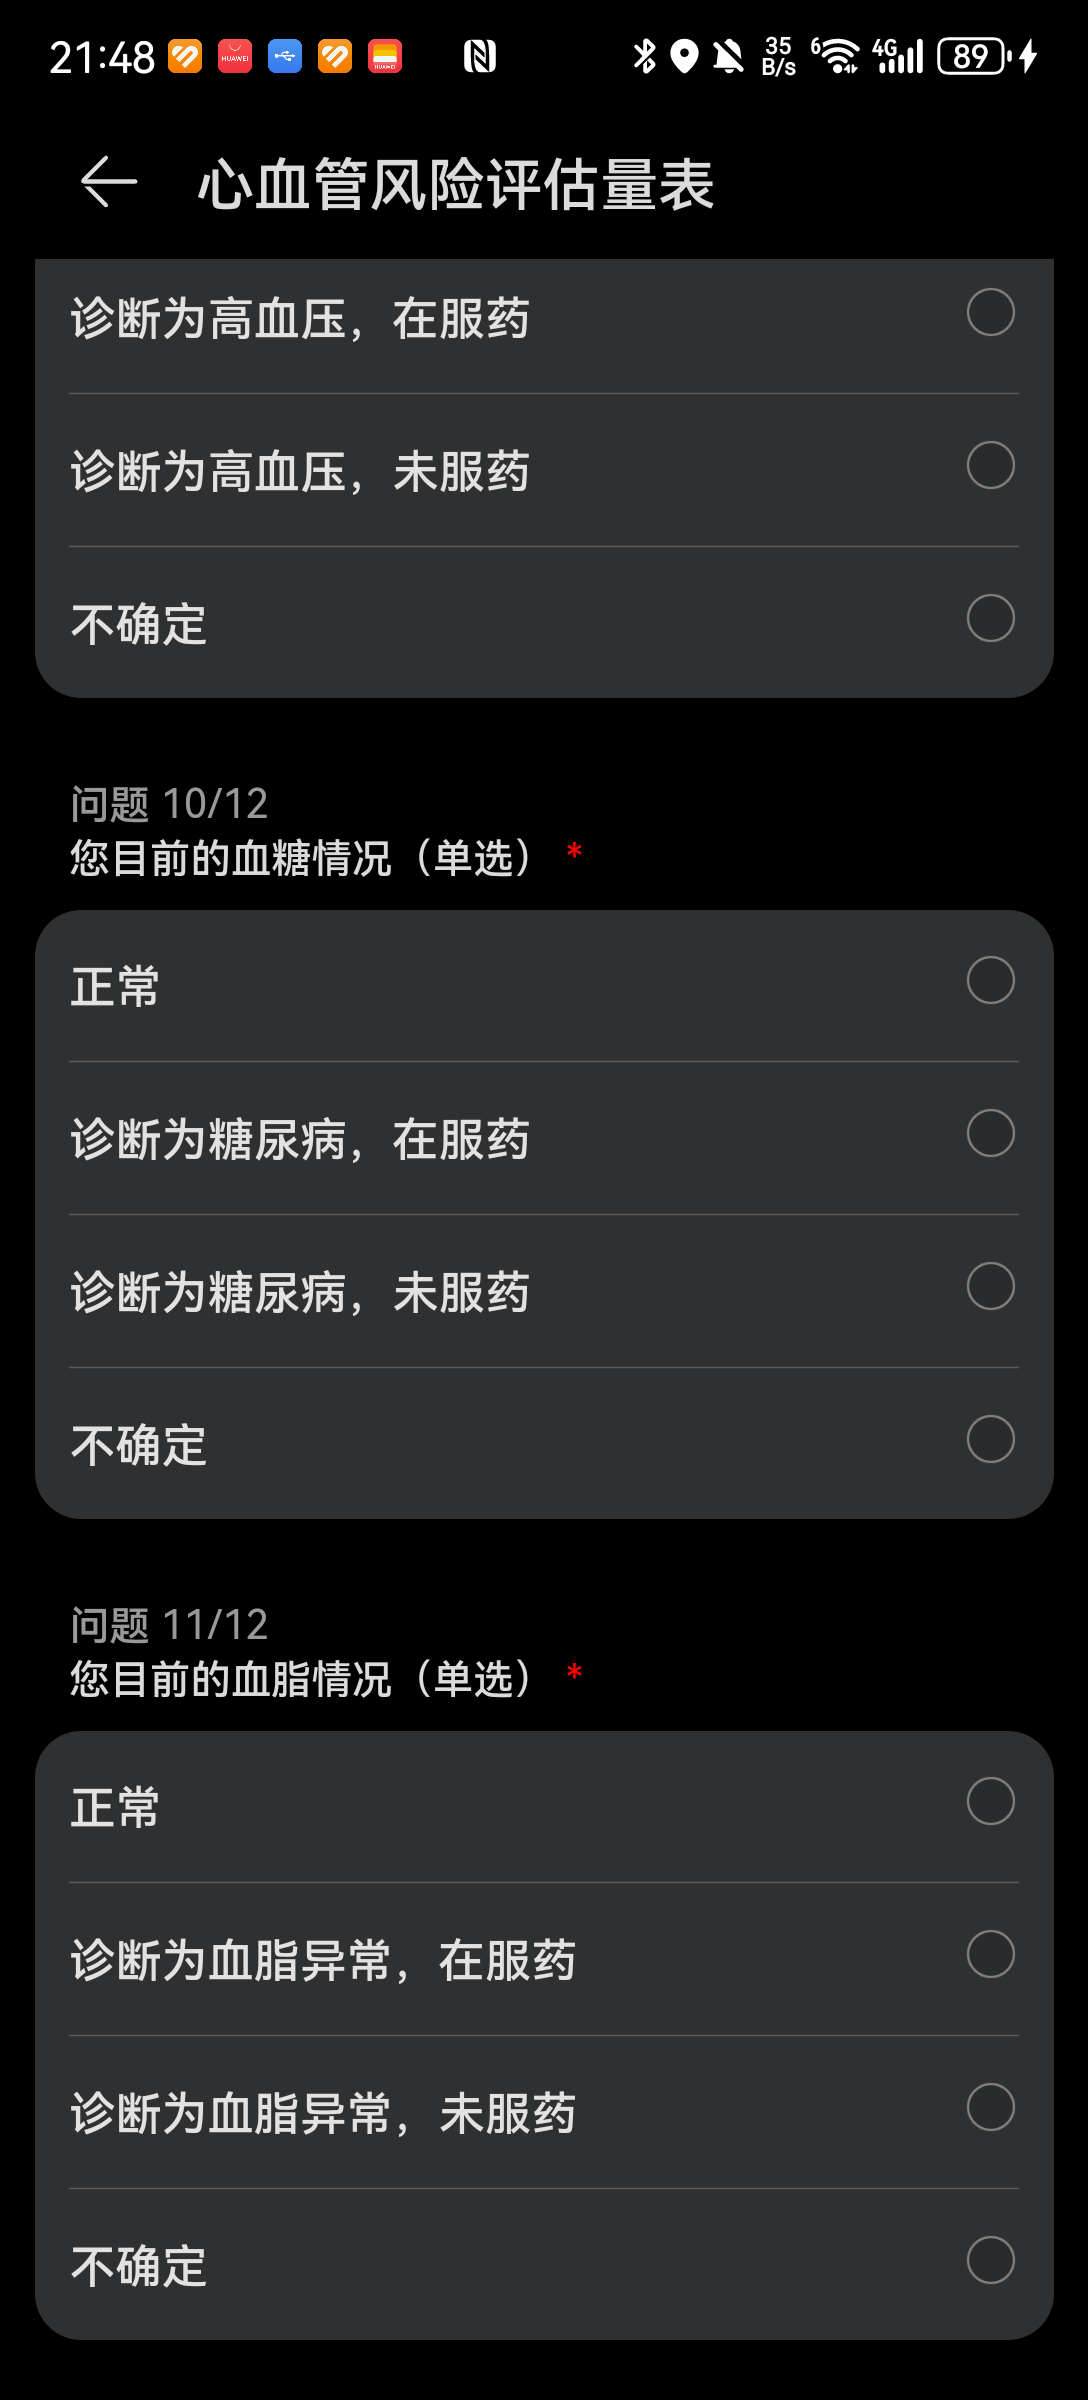 21:48
35 B/s
6
4G
89
心血管风险评估量表
诊断为高血压，在服药
诊断为高血压，未服药
不确定
问题 10/12
您目前的血糖情况（单选） *
正常
诊断为糖尿病，在服药
诊断为糖尿病，未服药
不确定
问题 11/12
您目前的血脂情况（单选） *
正常
诊断为血脂异常，在服药
诊断为血脂异常，未服药
不确定